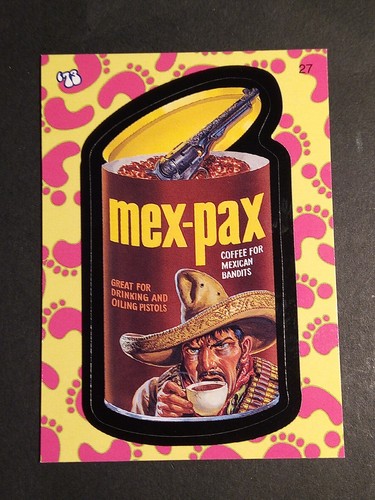 '73
27
mex-pax
COFFEE FOR
MEXICAN
BANDITS
GREAT FOR
DRINKING AND
OILING PISTOLS